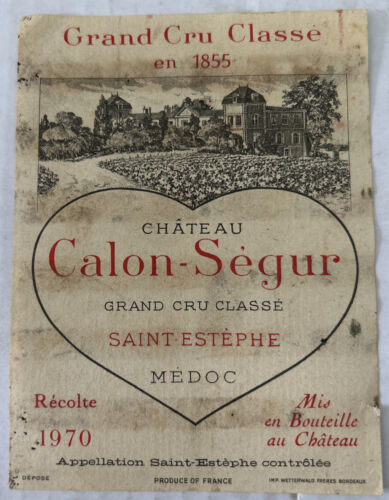 Grand Cru Classé
en 1855
CHÂTEAU
Calon-Ségur
GRAND CRU CLASSÉ
SAINT-ESTÈPHE
MÉDOC
Récolte
1970
Mis
en Bouteille
au Château
Appellation Saint-Estèphe contrôlée
DÉPOSÉ
PRODUCE OF FRANCE
IMP. WETTERWALD FRÈRES BORDEAUX